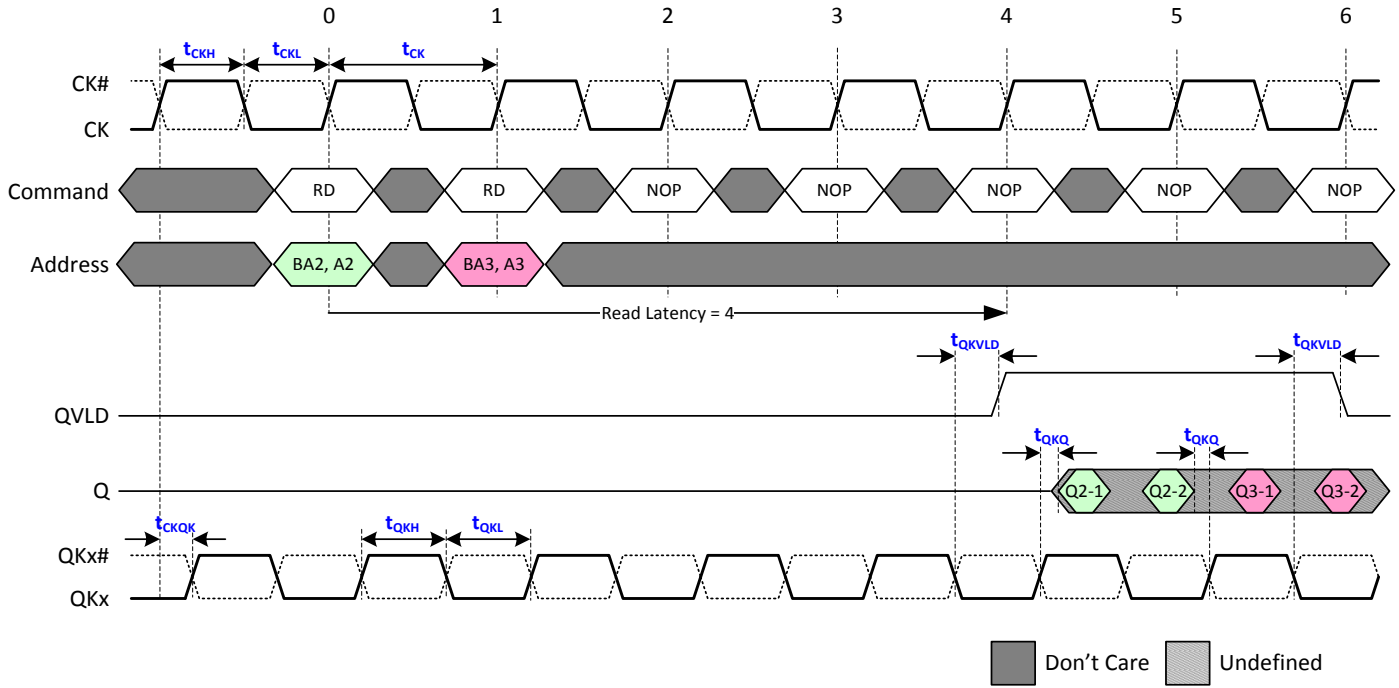 0 1 2 3 4 5 6
tCKH tCKL tCK
CK#
CK
Command RD RD NOP NOP NOP NOP NOP
Address BA2, A2 BA3, A3
Read Latency = 4
tQKVLD tQKVLD
QVLD
tQKQ tQKQ
Q Q2-1 Q2-2 Q3-1 Q3-2
tCKQK tQKH tQKL
QKx#
QKx
Don't Care Undefined